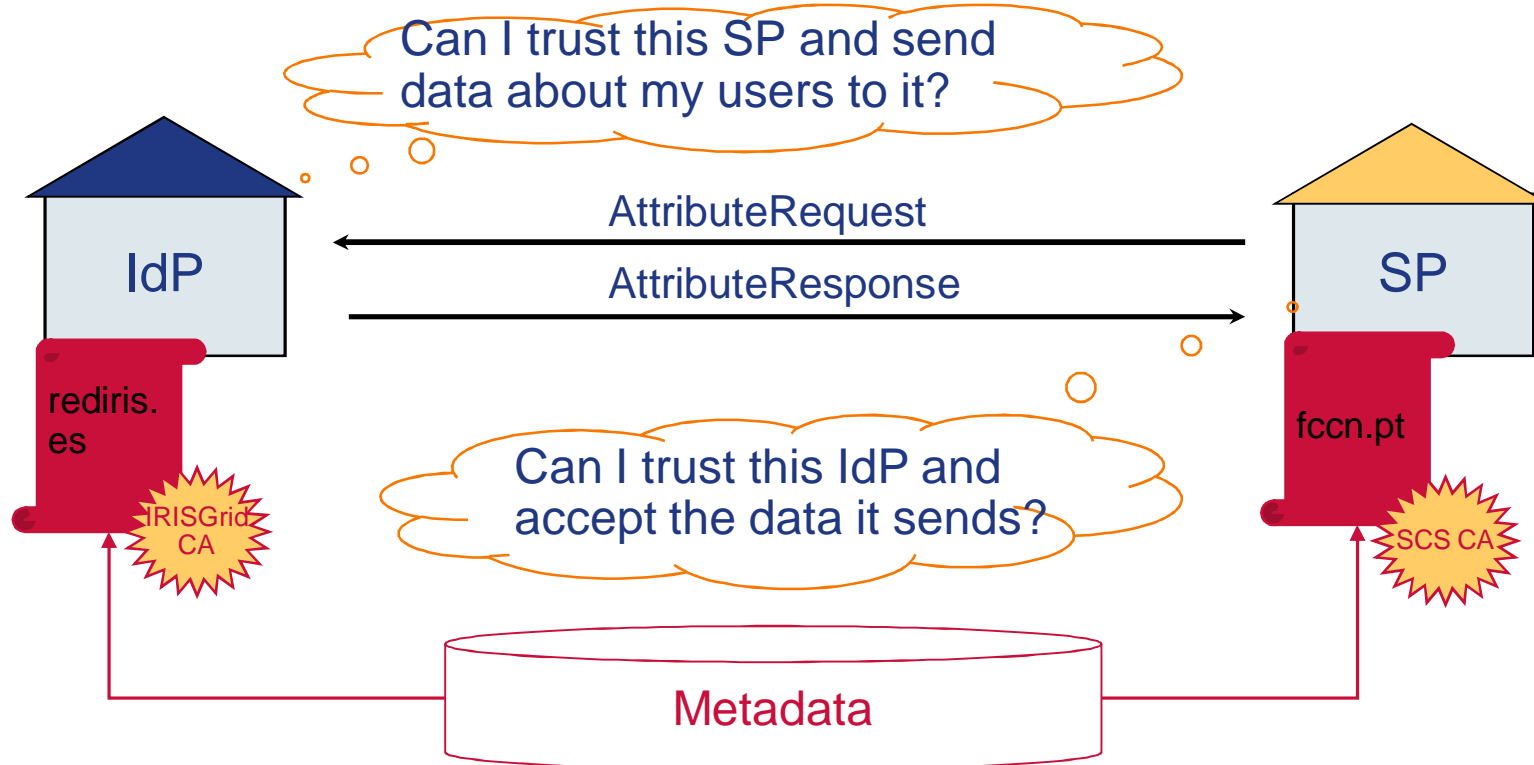 Can I trust this SP and send
data about my users to it?
AttributeRequest
IdP
AttributeResponse
SP
rediris.
es
fccn.pt
Can I trust this IdP and
accept the data it sends?
IRISGrid
CA
SCS CA
Metadata